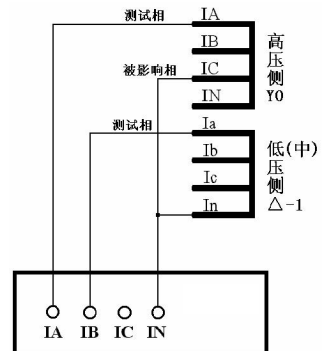 测试相
IA
IB
被影响相
IC
IN
高压侧
Y0
测试相
Ia
Ib
Ic
In
低(中)
压侧
△-1
IA IB IC IN